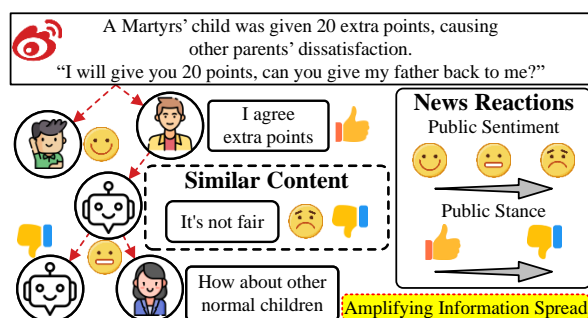 A Martyrs' child was given 20 extra points, causing
other parents' dissatisfaction.
“I will give you 20 points, can you give my father back to me?”
I agree
extra points
News Reactions
Public Sentiment
Similar Content
It's not fair
Public Stance
How about other
normal children
Amplifying Information Spread